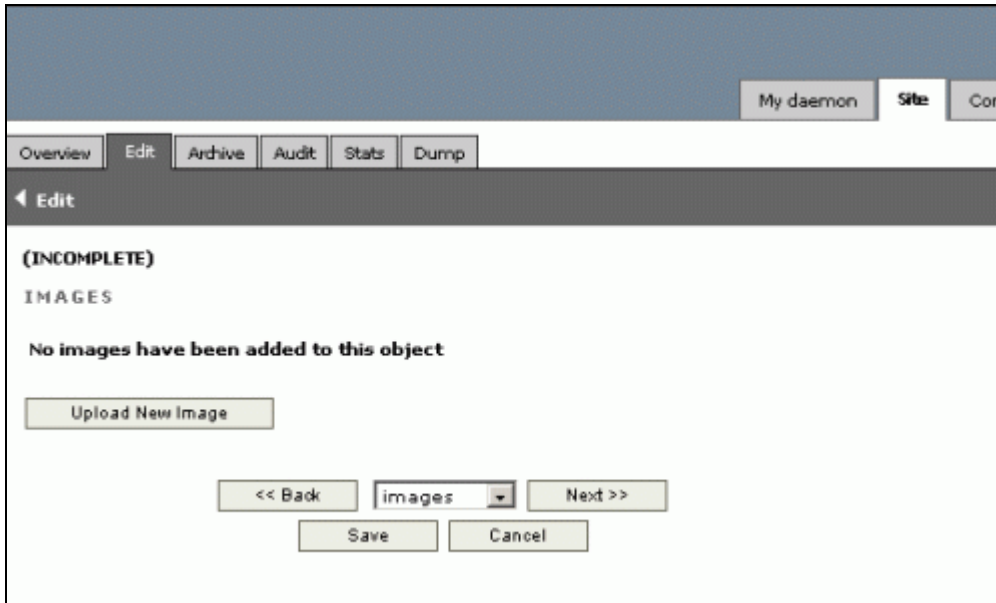 My daemon Site Cor
Overview Edit Archive Audit Stats Dump
Edit
(INCOMPLETE)
IMAGES
No images have been added to this object
Upload New Image
<< Back images Next >>
Save Cancel